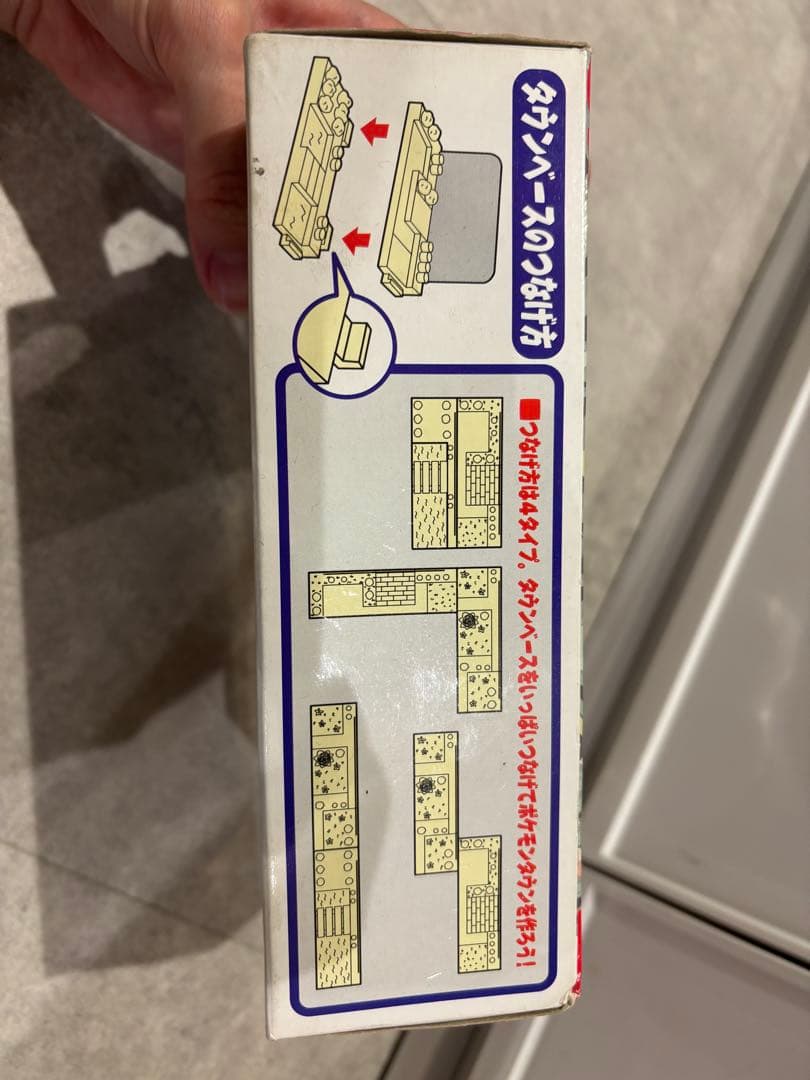 タウンベースのつなげ方
■つなげ方は4タイプ。タウンベースをいっぱいつなげてポケモンタウンを作ろう!